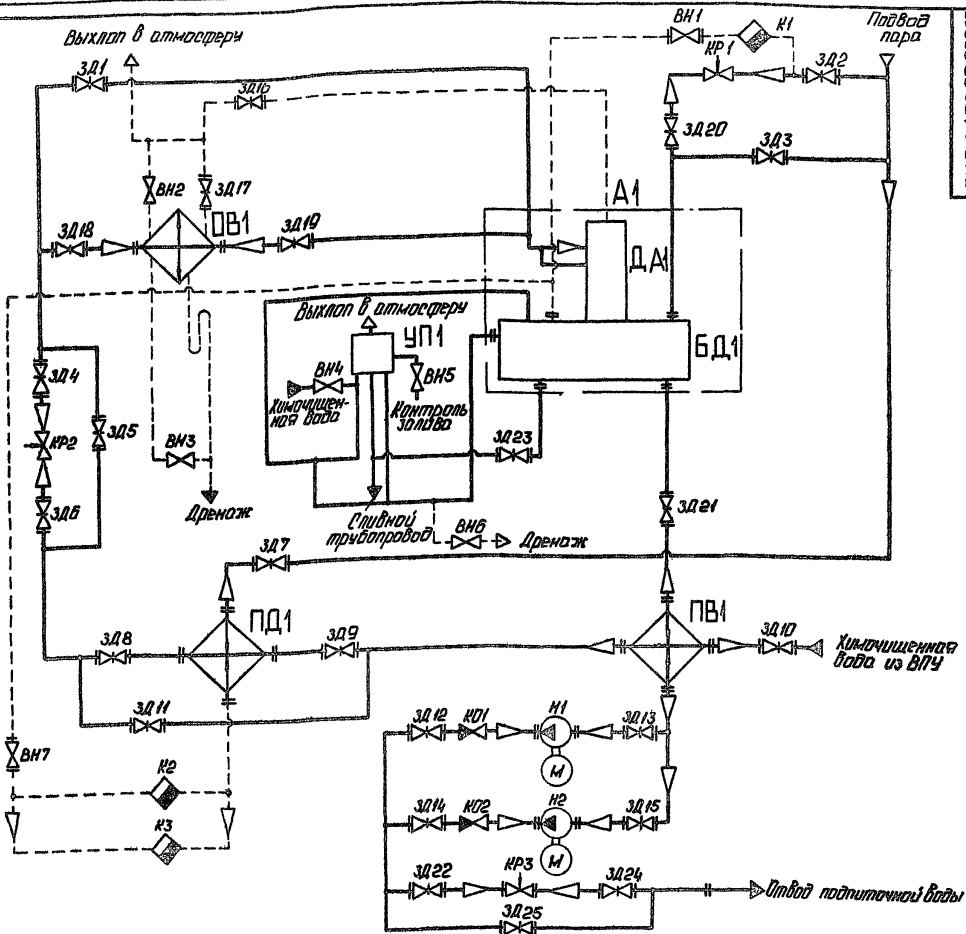 Выхлоп в атмосферу
ВН1
К1
Подвод
пара
ЗД1
КР1
ЗД2
ЗД16
ЗД20
ЗД3
ВН2
ЗД17
А1
ЗД18
ОВ1
ЗД19
ДА1
Выхлоп в атмосферу
УП1
БД1
ЗД4
ВН4
ВН5
Химочищен-
ная вода
Контроль
залива
КР2
ЗД5
ВН3
ЗД23
ЗД6
Дренаж
ЗД21
Сливной
трубопровод
ВН6
Дренаж
ЗД7
ПД1
ПВ1
ЗД8
ЗД9
ЗД10
Химочищенная
вода из ВПУ
ЗД11
ЗД12
КО1
Н1
ЗД13
ВН7
М
К2
ЗД14
КО2
Н2
ЗД15
К3
М
ЗД22
КР3
ЗД24
Отвод подпиточной воды
ЗД25